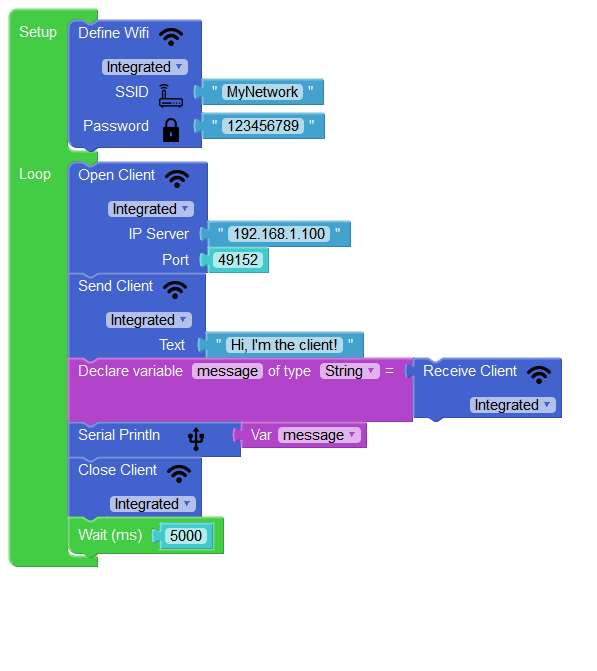 Setup Define Wifi
Integrated
SSID " MyNetwork "
Password " 123456789 "
Loop Open Client
Integrated
IP Server " 192.168.1.100 "
Port 49152
Send Client
Integrated
Text " Hi, I'm the client! "
Declare variable message of type String = Receive Client
Integrated
Serial Println Var message
Close Client
Integrated
Wait (ms) 5000